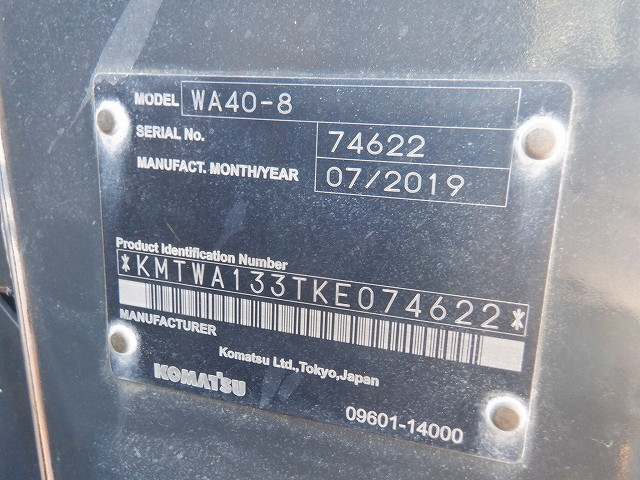 MODEL WA40-8
SERIAL No. 74622
MANUFACT. MONTH/YEAR 07/2019
Product Identification Number
*KMTWA133TKE074622*
MANUFACTURER
Komatsu Ltd.,Tokyo,Japan
KOMATSU
09601-14000